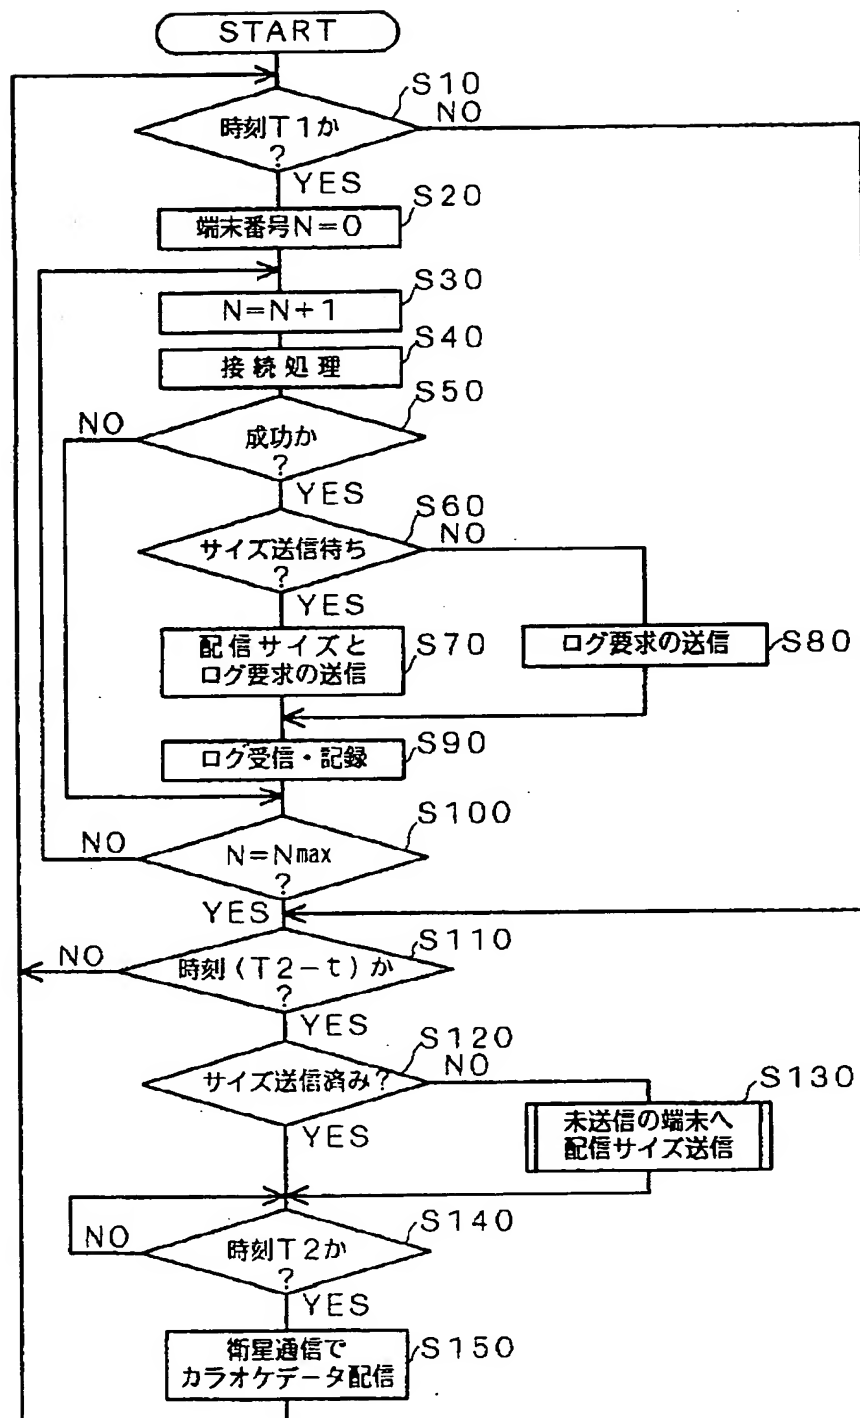 START
S10
時刻T1か
?
NO
YES
S20
端末番号N=0
S30
N=N+1
S40
接続処理
S50
NO
成功か
?
YES
S60
サイズ送信待ち
?
NO
YES
配信サイズと
ログ要求の送信
S70
ログ要求の送信
S80
S90
ログ受信・記録
S100
NO
N=Nmax
?
YES
S110
NO
時刻(T2-t)か
?
YES
S120
サイズ送信済み?
NO
YES
S130
未送信の端末へ
配信サイズ送信
S140
NO
時刻T2か
?
YES
衛星通信で
カラオケデータ配信
S150